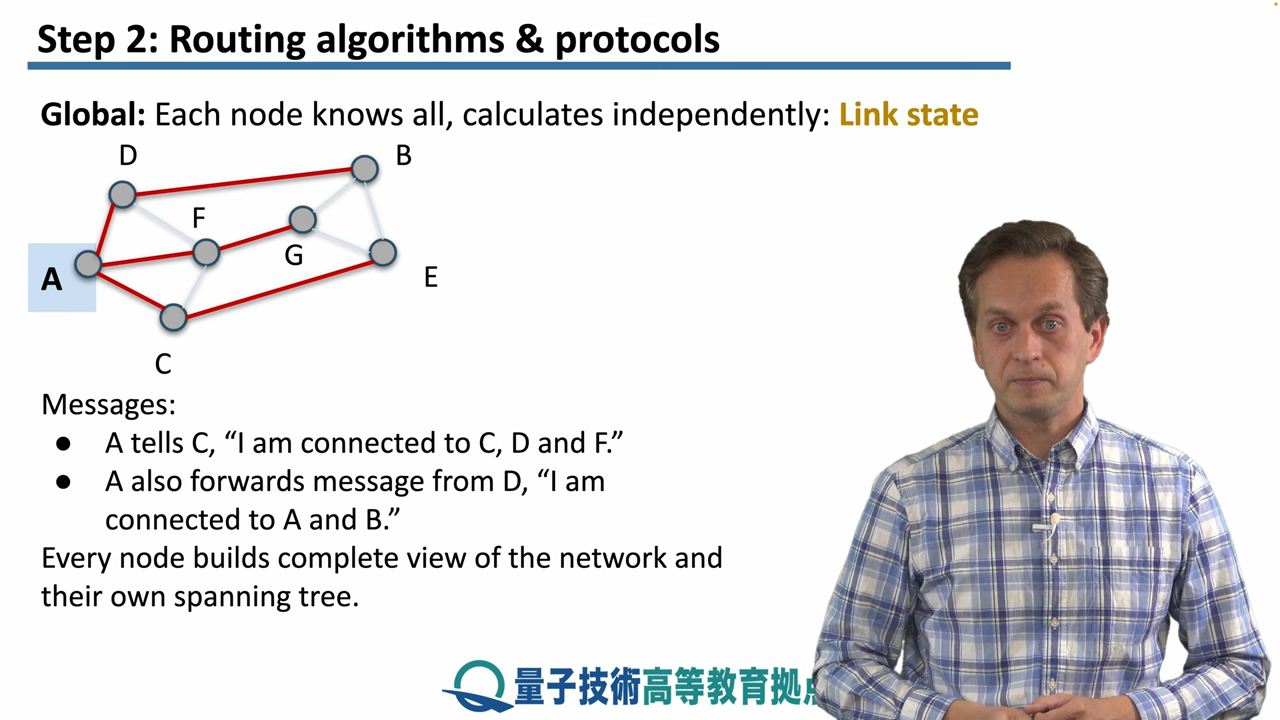 Step 2: Routing algorithms & protocols
Global: Each node knows all, calculates independently: Link state
D
B
F
G
A
E
C
Messages:
● A tells C, “I am connected to C, D and F.”
● A also forwards message from D, “I am
connected to A and B.”
Every node builds complete view of the network and
their own spanning tree.
量子技術高等教育拠点